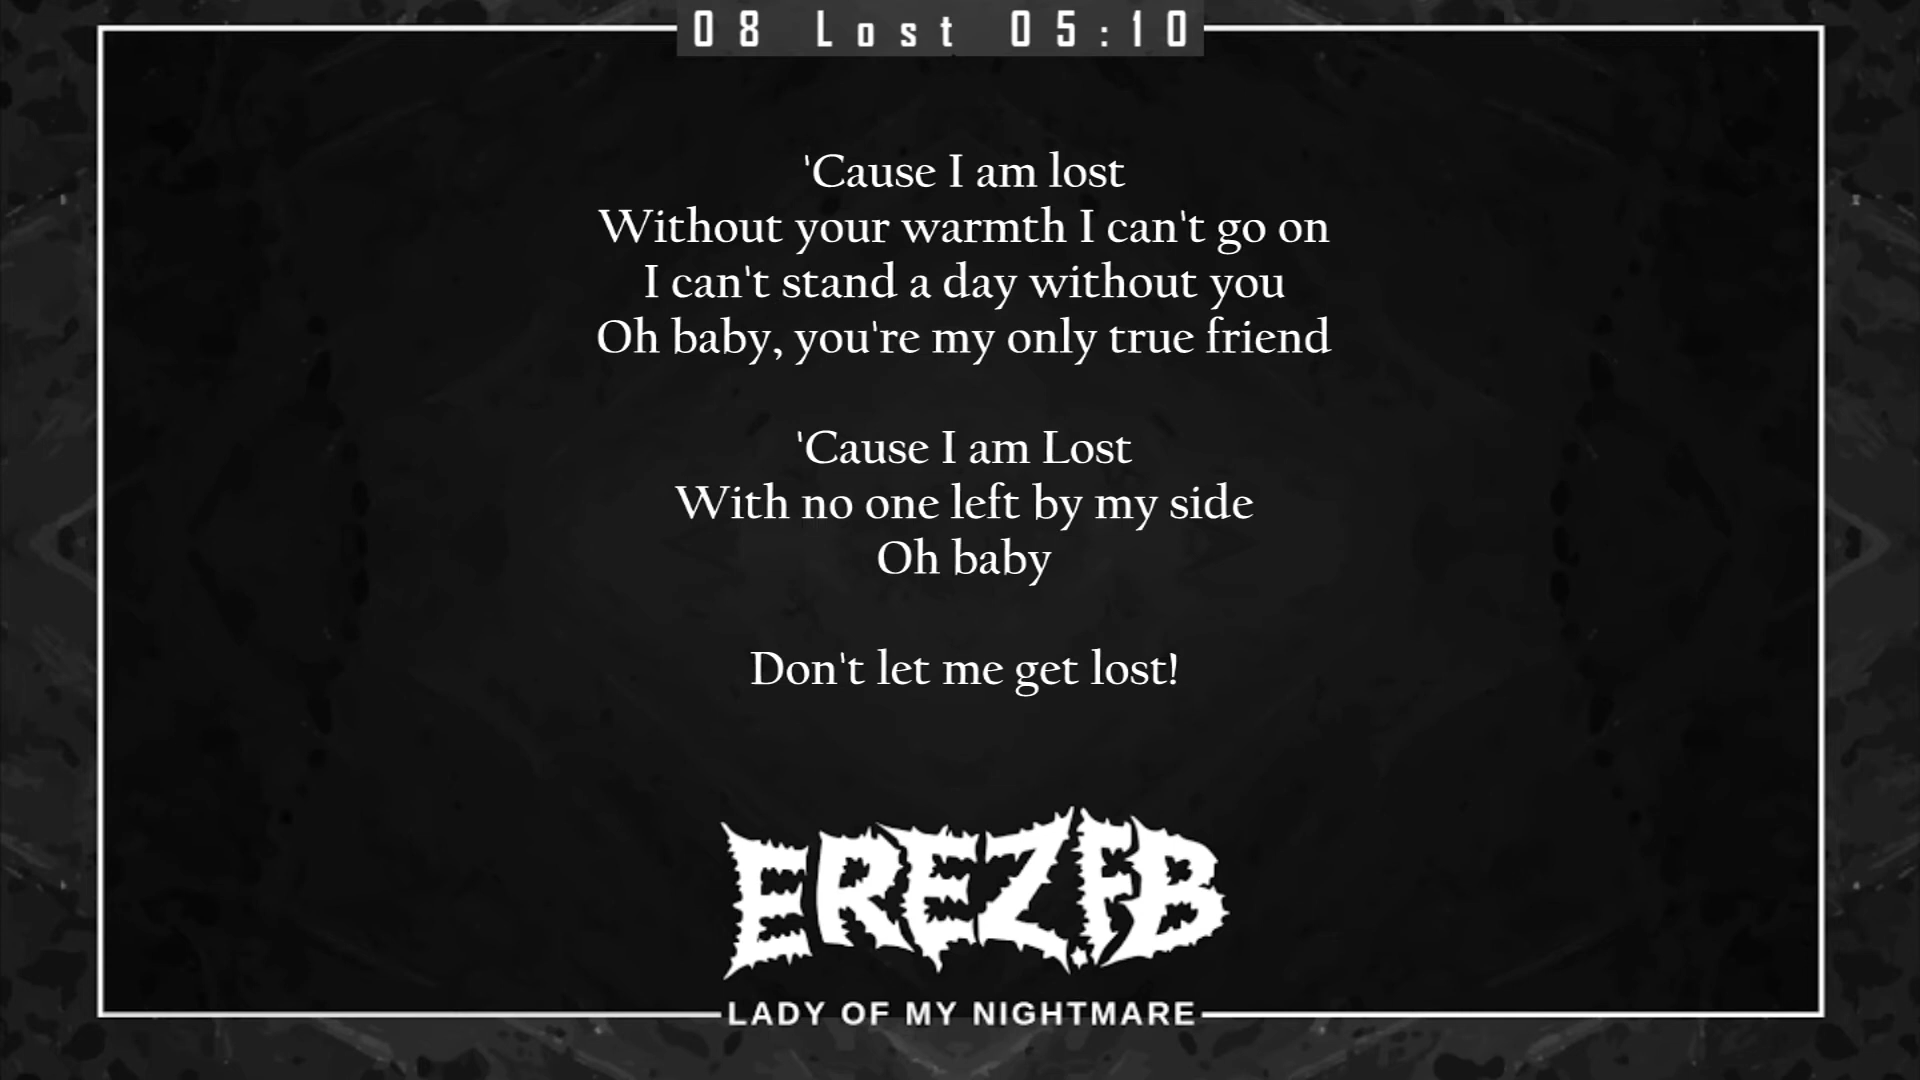 08 Lost 05:10
'Cause I am lost
Without your warmth I can't go on
I can't stand a day without you
Oh baby, you're my only true friend
'Cause I am Lost
With no one left by my side
Oh baby
Don't let me get lost!
EREZ.FB
LADY OF MY NIGHTMARE